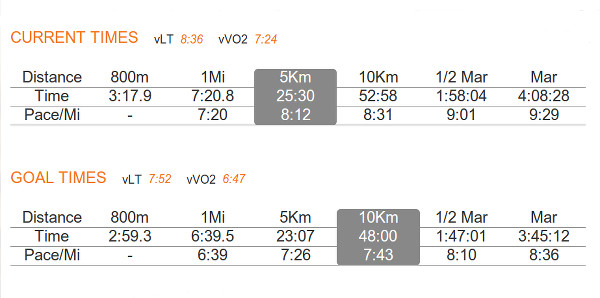 CURRENT TIMES vLT 8:36 vVO2 7:24
Distance 800m 1Mi 5Km 10Km 1/2 Mar Mar
Time 3:17.9 7:20.8 25:30 52:58 1:58:04 4:08:28
Pace/Mi - 7:20 8:12 8:31 9:01 9:29
GOAL TIMES vLT 7:52 vVO2 6:47
Distance 800m 1Mi 5Km 10Km 1/2 Mar Mar
Time 2:59.3 6:39.5 23:07 48:00 1:47:01 3:45:12
Pace/Mi - 6:39 7:26 7:43 8:10 8:36